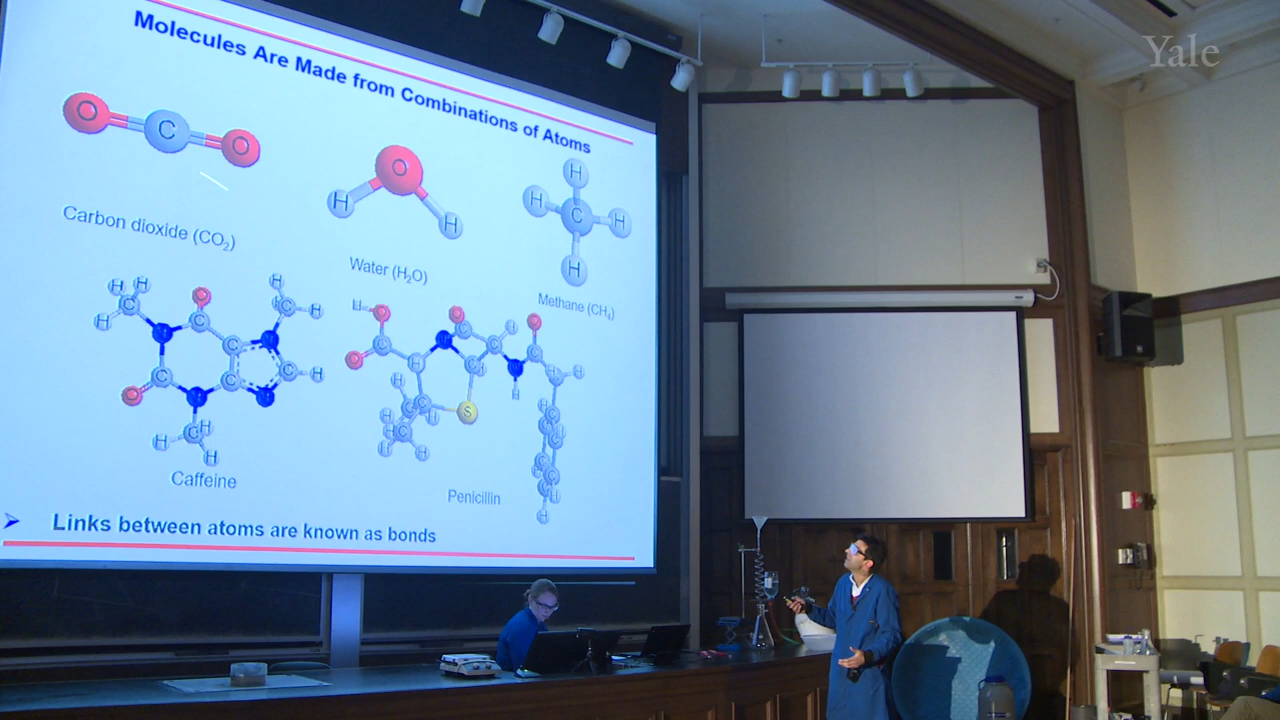 Yale
Molecules Are Made from Combinations of Atoms
Carbon dioxide (CO₂)
Water (H₂O)
Methane (CH₄)
Caffeine
Penicillin
Links between atoms are known as bonds
O C O
O
H H
H
H C H
H
S